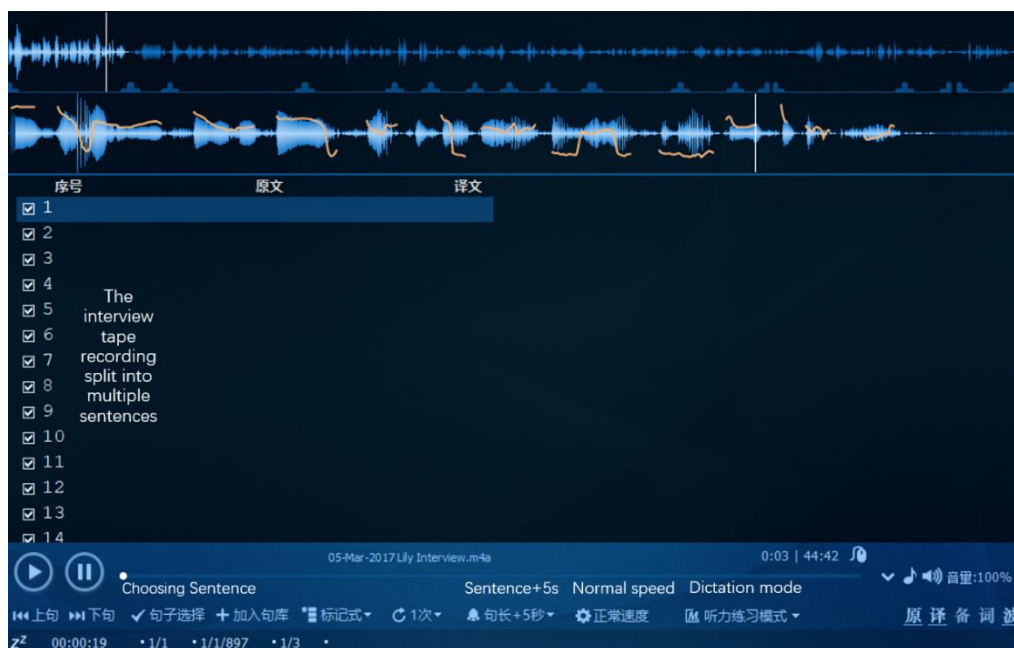 序号 原文 译文
1
2
3
4
5
6
7
8
9
10
11
12
13
14
The
interview
tape
recording
split into
multiple
sentences
05-Mar-2017 Lily Interview.m4a 0:03 | 44:42
音量:100%
Choosing Sentence Sentence+5s Normal speed Dictation mode
上句 下句 句子选择 加入句库 标记式 1次 句长+5秒 正常速度 听力练习模式 原 译 备 词 波
zZ 00:00:19 •1/1 •1/1/897 •1/3 •